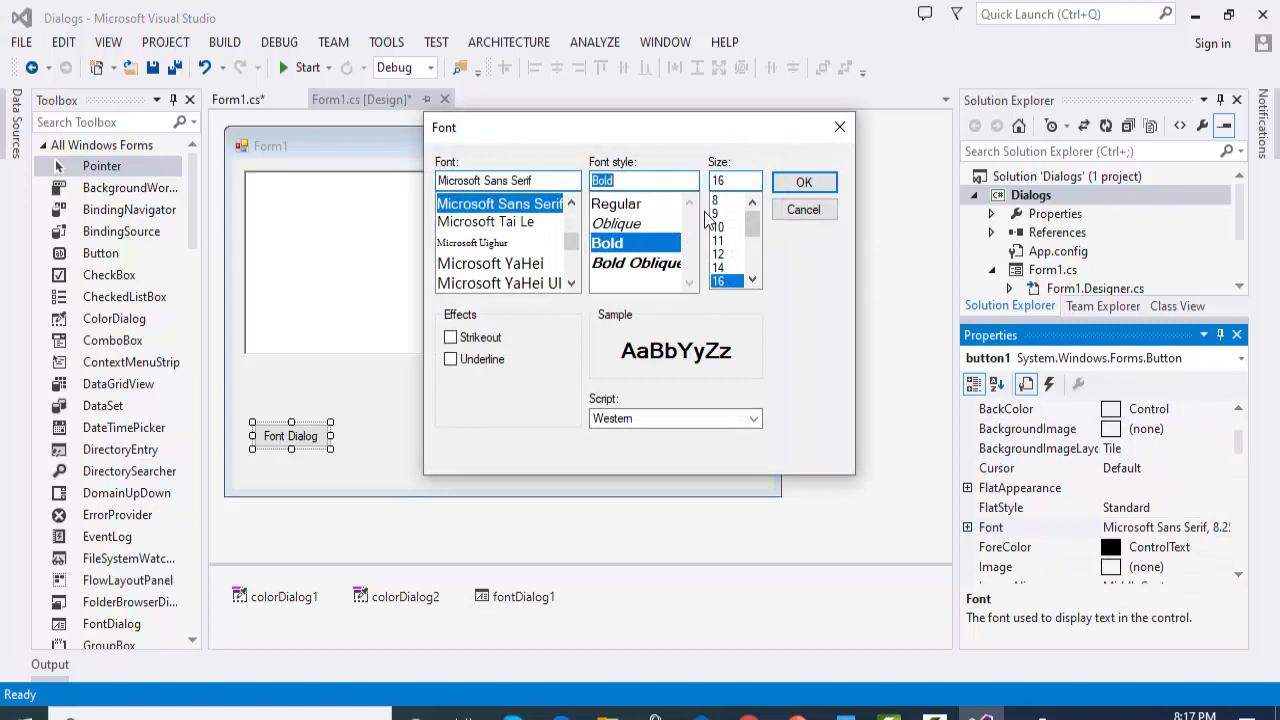 Dialogs - Microsoft Visual Studio
Quick Launch (Ctrl+Q)
FILE EDIT VIEW PROJECT BUILD DEBUG TEAM TOOLS TEST ARCHITECTURE ANALYZE WINDOW HELP
Sign in
Start
Debug
Data Sources
Toolbox
Search Toolbox
All Windows Forms
Pointer
BackgroundWor...
BindingNavigator
BindingSource
Button
CheckBox
CheckedListBox
ColorDialog
ComboBox
ContextMenuStrip
DataGridView
DataSet
DateTimePicker
DirectoryEntry
DirectorySearcher
DomainUpDown
ErrorProvider
EventLog
FileSystemWatc...
FlowLayoutPanel
FolderBrowserDi...
FontDialog
GroupBox
Form1.cs*
Form1.cs [Design]*
Form1
Font Dialog
Font
Font:
Microsoft Sans Serif
Microsoft Sans Serif
Microsoft Tai Le
Microsoft Uighur
Microsoft YaHei
Microsoft YaHei UI
Font style:
Bold
Regular
Oblique
Bold
Bold Oblique
Size:
16
8
9
10
11
12
14
16
OK
Cancel
Effects
Strikeout
Underline
Sample
AaBbYyZz
Script:
Western
colorDialog1
colorDialog2
fontDialog1
Solution Explorer
Search Solution Explorer (Ctrl+;)
Solution 'Dialogs' (1 project)
Dialogs
Properties
References
App.config
Form1.cs
Form1.Designer.cs
Solution Explorer Team Explorer Class View
Properties
button1 System.Windows.Forms.Button
BackColor Control
BackgroundImage (none)
BackgroundImageLayc Tile
Cursor Default
FlatAppearance
FlatStyle Standard
Font Microsoft Sans Serif, 8.25
ForeColor ControlText
Image (none)
Font
The font used to display text in the control.
Notifications
Output
Ready
8:17 PM